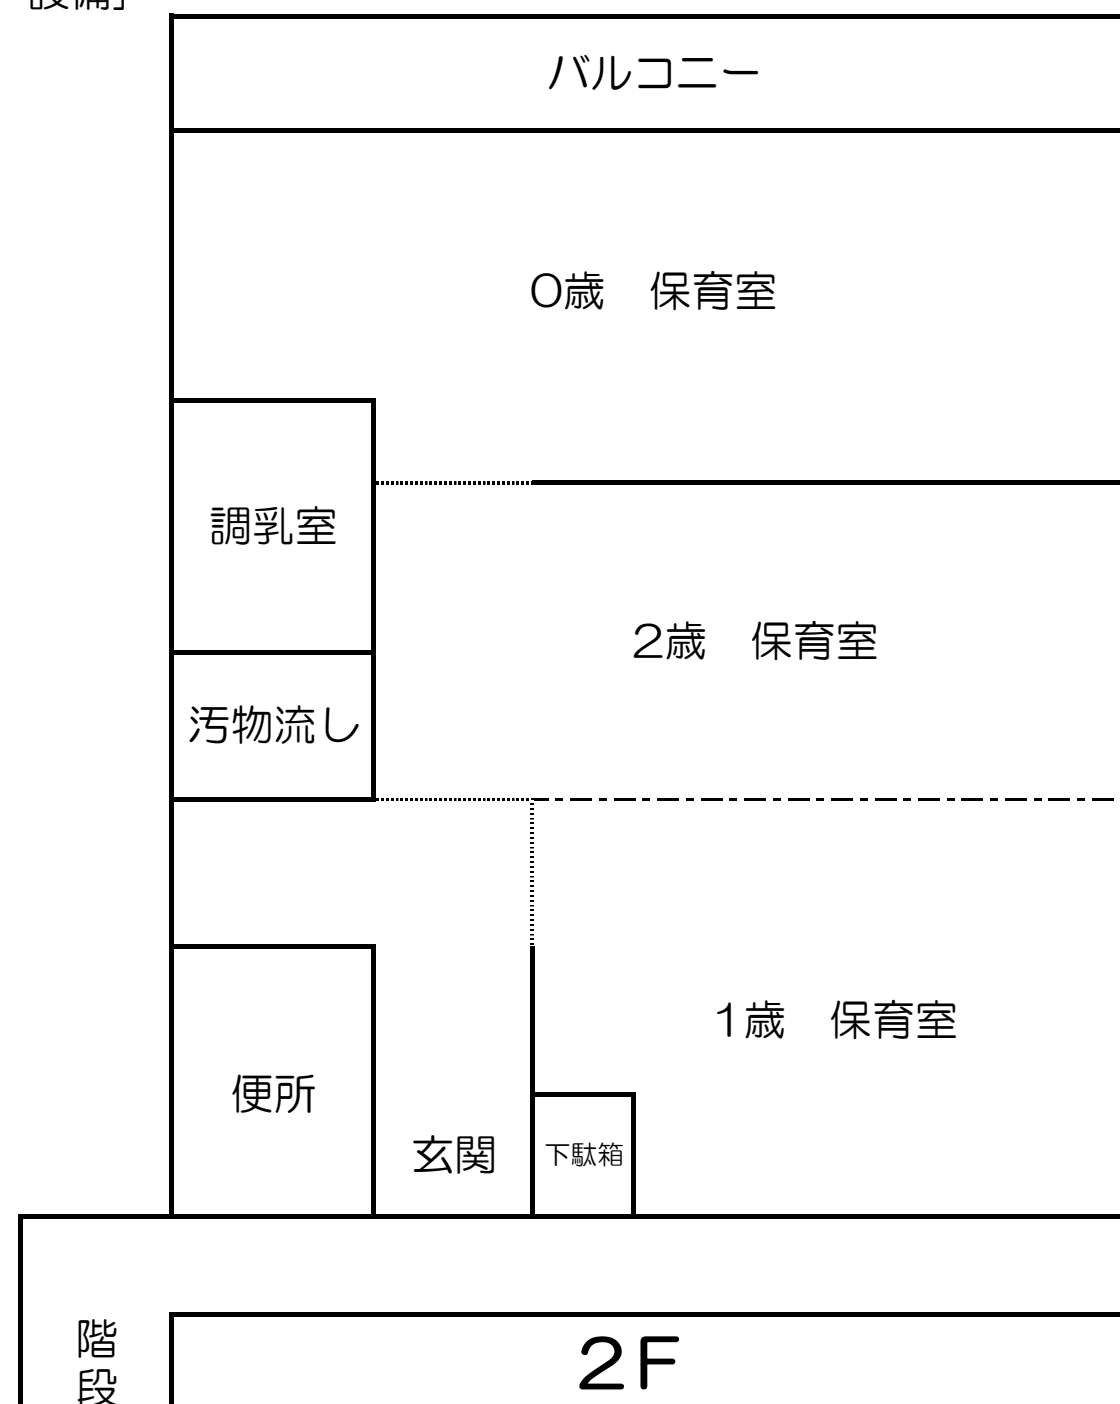 設備」
バルコニー
0歳　保育室
調乳室
2歳　保育室
汚物流し
1歳　保育室
便所
玄関
下駄箱
階段
2F